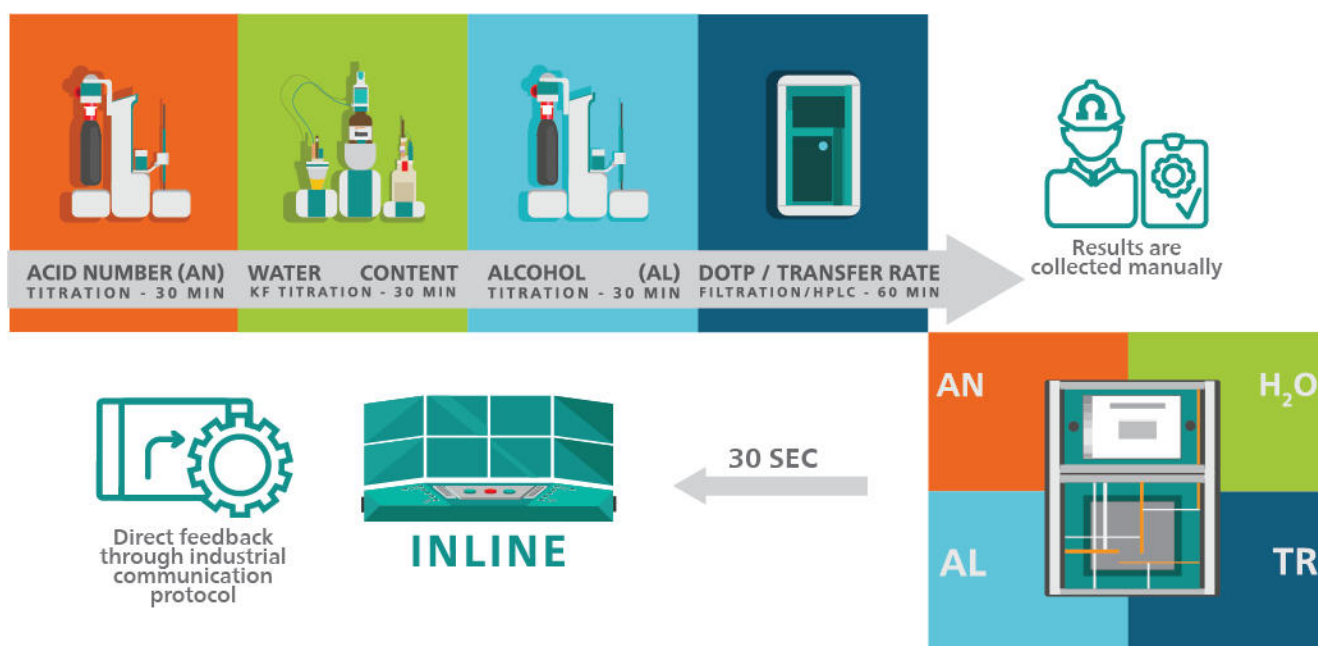 ACID NUMBER (AN)
TITRATION - 30 MIN
WATER CONTENT
KF TITRATION - 30 MIN
ALCOHOL (AL)
TITRATION - 30 MIN
DOTP / TRANSFER RATE
FILTRATION/HPLC - 60 MIN
Ω
Results are
collected manually
AN
H₂O
AL
TR
30 SEC
INLINE
Direct feedback
through industrial
communication
protocol